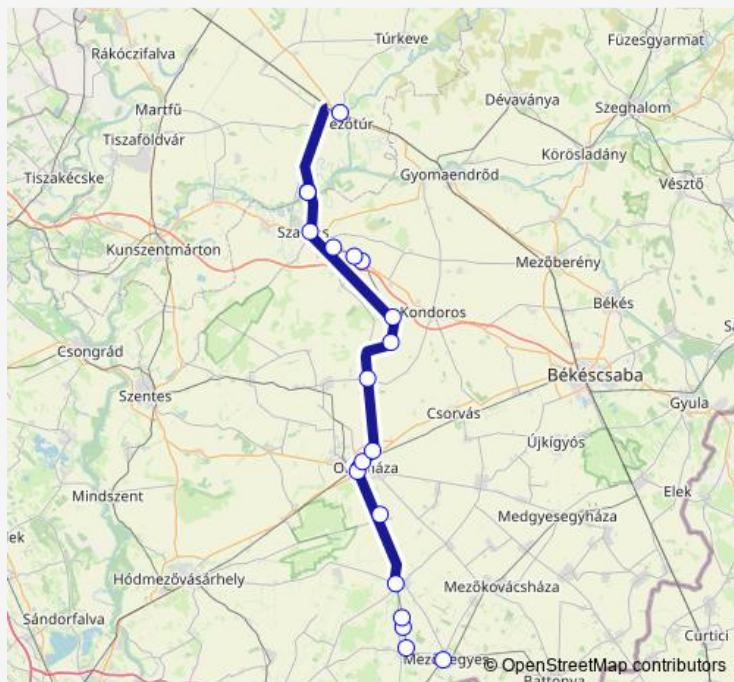 Túrkeve
Füzesgyarmat
Rákóczifalva
Martfű
Dévaványa
Szeghalom
Tiszaföldvár
ezőtúr
Körösladány
Tiszakécske
Gyomaendrőd
Vésztő
Kunszentmárton
Mezőberény
Békés
Kondoros
Csongrád
Békéscsaba
Szentes
Gyula
Csorvás
Újkígyós
Mindszent
Medgyesegyháza
Elek
Hódmezővásárhely
Mezőkovácsháza
Sándorfalva
Curtici
© OpenStreetMap contributors